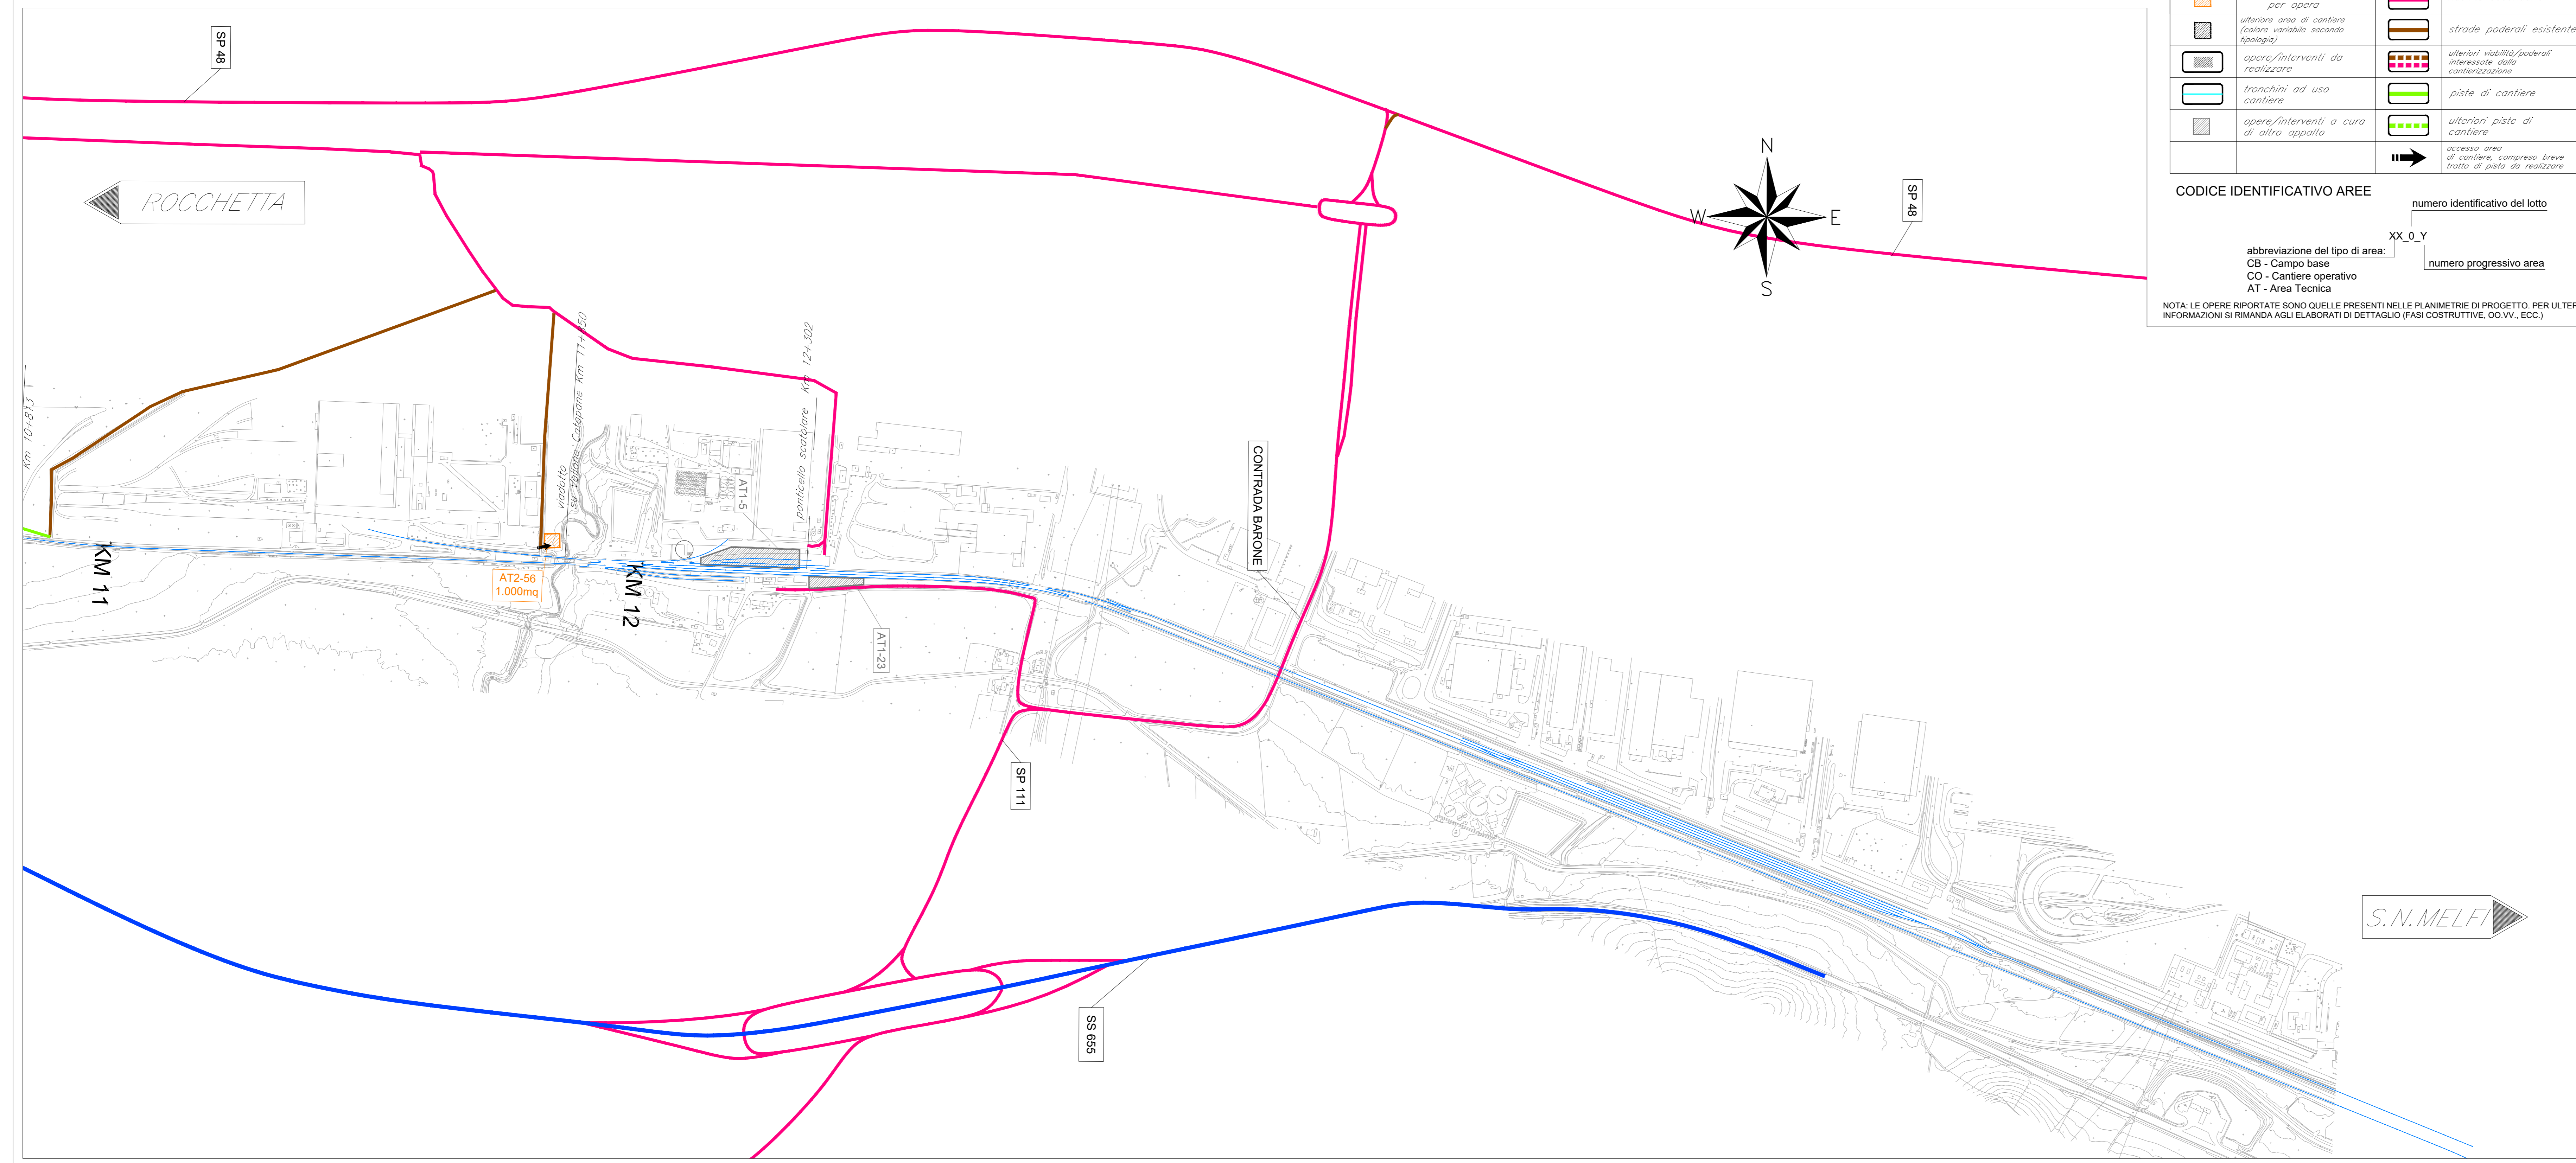 SP 48
ROCCHETTA
Km 10+813
KM 11
viadotto
su vallone Catapane Km 11+850
AT2-56
1.000mq
KM 12
AT1-5
ponticello scatolare Km 12+302
AT1-23
CONTRADA BARONE
SP 111
SS 655
N
W
E
S
SP 48
S.N.MELFI
per opera
ulteriore area di cantiere
(colore variabile secondo
tipologia)
strade poderali esistente
opere/interventi da
realizzare
ulteriori viabilità/poderali
interessate dalla
cantierizzazione
tronchini ad uso
cantiere
piste di cantiere
opere/interventi a cura
di altro appalto
ulteriori piste di
cantiere
accesso area
di cantiere, compreso breve
tratto di pista da realizzare
CODICE IDENTIFICATIVO AREE
numero identificativo del lotto
XX_0_Y
abbreviazione del tipo di area:
CB - Campo base
CO - Cantiere operativo
AT - Area Tecnica
numero progressivo area
NOTA: LE OPERE RIPORTATE SONO QUELLE PRESENTI NELLE PLANIMETRIE DI PROGETTO. PER ULTER
INFORMAZIONI SI RIMANDA AGLI ELABORATI DI DETTAGLIO (FASI COSTRUTTIVE, OO.VV., ECC.)